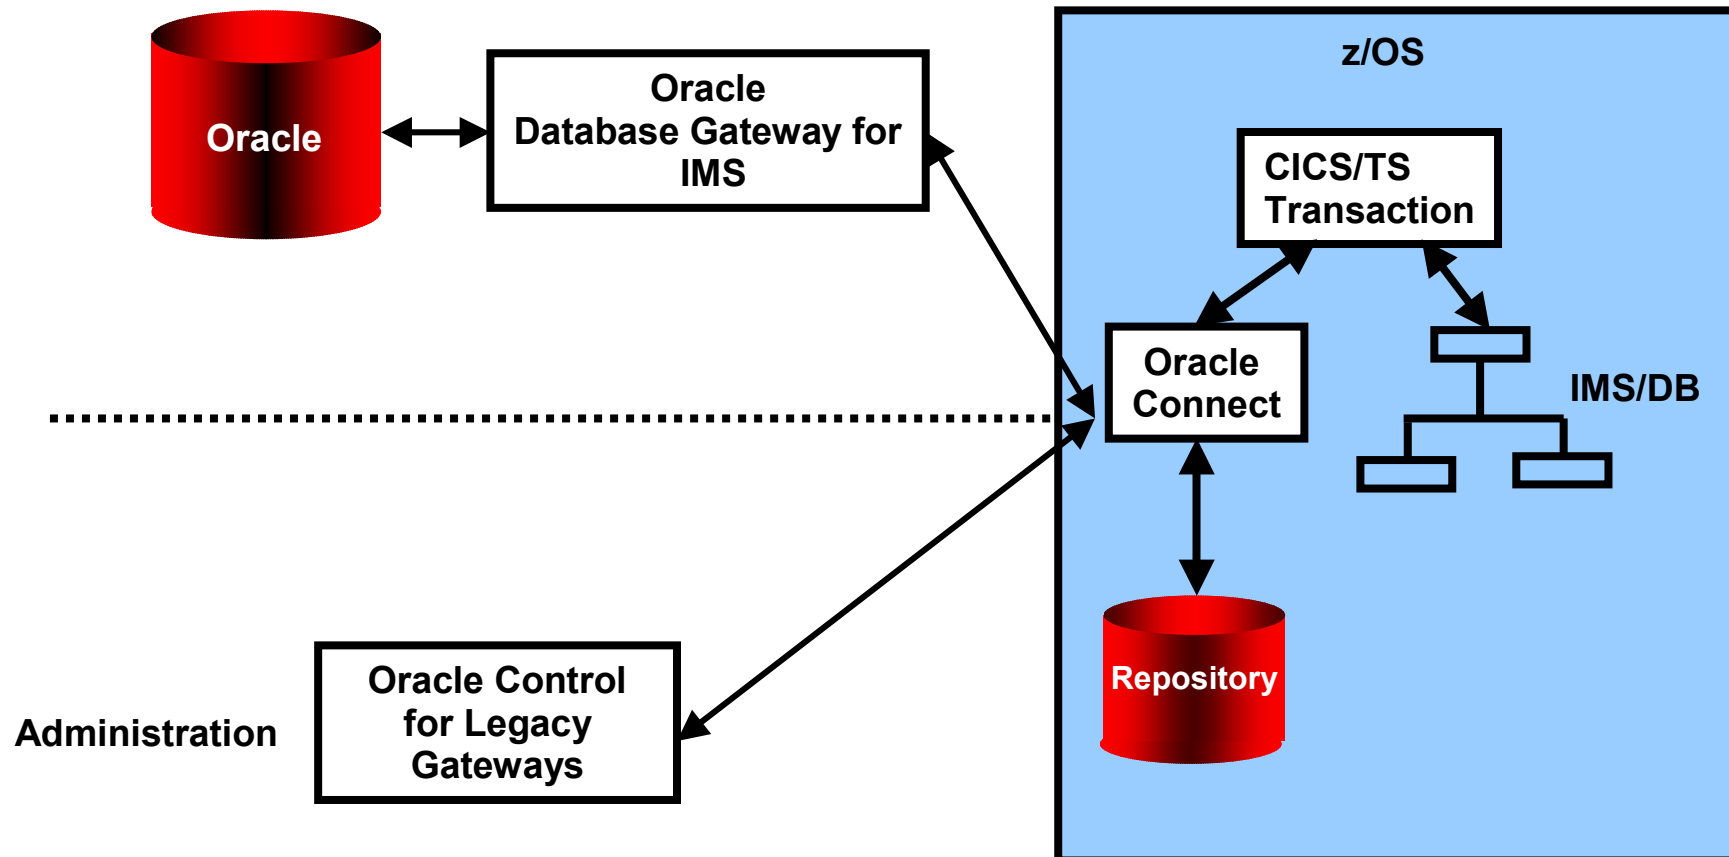 z/OS
Oracle
Oracle
Database Gateway for
IMS
CICS/TS
Transaction
Oracle
Connect
IMS/DB
Repository
Administration
Oracle Control
for Legacy
Gateways